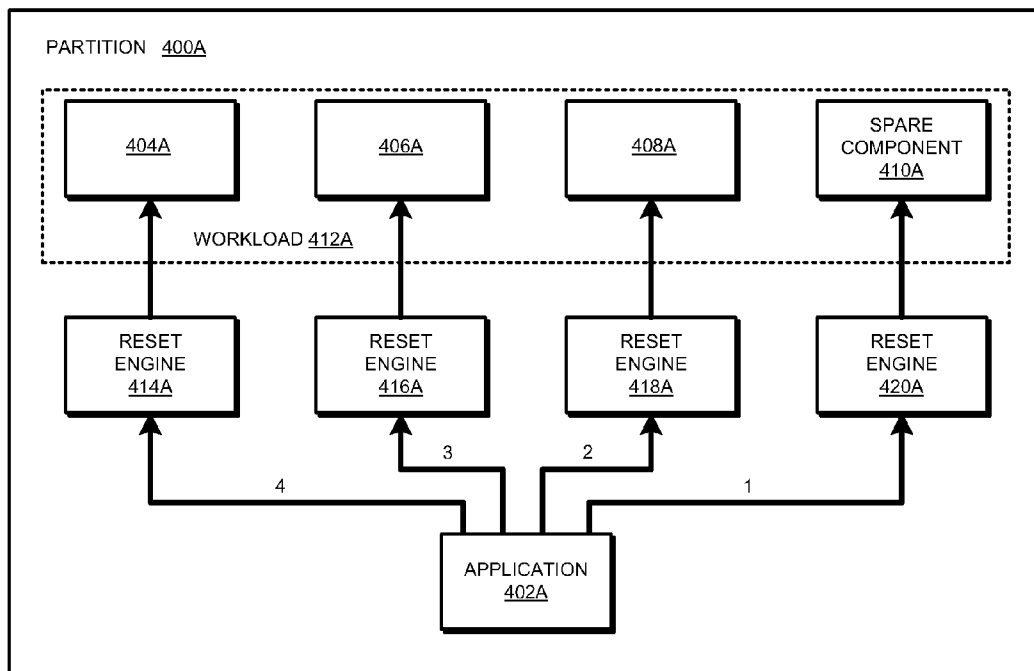 PARTITION 400A
404A
406A
408A
SPARE
COMPONENT
410A
WORKLOAD 412A
RESET
ENGINE
414A
RESET
ENGINE
416A
RESET
ENGINE
418A
RESET
ENGINE
420A
3
2
4
1
APPLICATION
402A